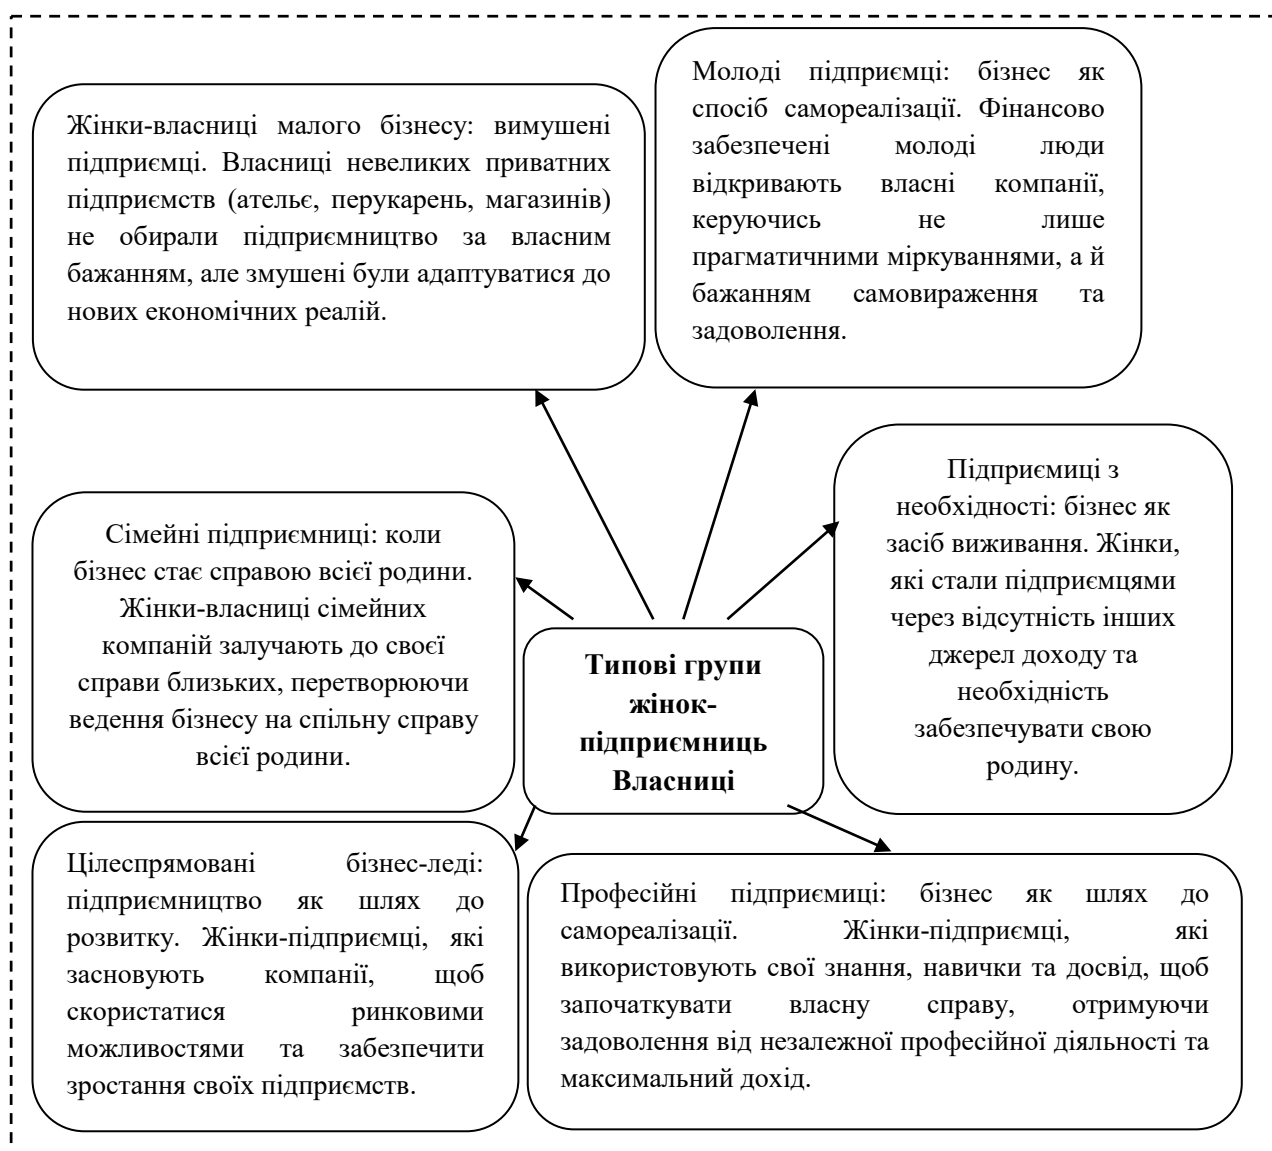 Жінки-власниці малого бізнесу: вимушені
підприємці. Власниці невеликих приватних
підприємств (ательє, перукарень, магазинів)
не обирали підприємництво за власним
бажанням, але змушені були адаптуватися до
нових економічних реалій.
Молоді підприємці: бізнес як
спосіб самореалізації. Фінансово
забезпечені молоді люди
відкривають власні компанії,
керуючись не лише
прагматичними міркуваннями, а й
бажанням самовираження та
задоволення.
Сімейні підприємниці: коли
бізнес стає справою всієї родини.
Жінки-власниці сімейних
компаній залучають до своєї
справи близьких, перетворюючи
ведення бізнесу на спільну справу
всієї родини.
Типові групи
жінок-
підприємниць
Власниці
Підприємиці з
необхідності: бізнес як
засіб виживання. Жінки,
які стали підприємцями
через відсутність інших
джерел доходу та
необхідність
забезпечувати свою
родину.
Цілеспрямовані бізнес-леді:
підприємництво як шлях до
розвитку. Жінки-підприємці, які
засновують компанії, щоб
скористатися ринковими
можливостями та забезпечити
зростання своїх підприємств.
Професійні підприємиці: бізнес як шлях до
самореалізації. Жінки-підприємці, які
використовують свої знання, навички та досвід, щоб
започаткувати власну справу, отримуючи
задоволення від незалежної професійної діяльності та
максимальний дохід.